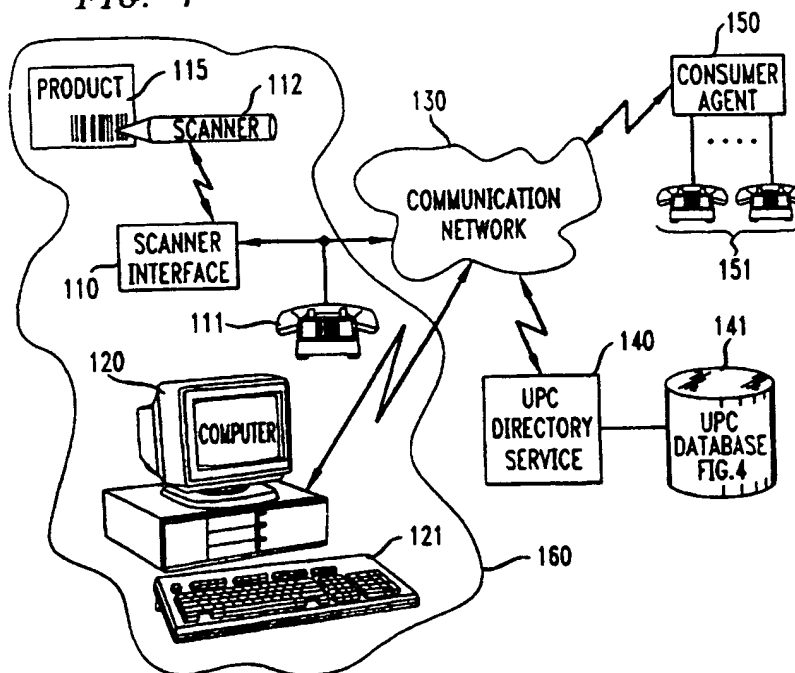 FIG. 1
115
PRODUCT
112
SCANNER
130
150
CONSUMER
AGENT
COMMUNICATION
NETWORK
SCANNER
INTERFACE
110
151
111
120
COMPUTER
140
141
UPC
DIRECTORY
SERVICE
UPC
DATABASE
FIG.4
121
160